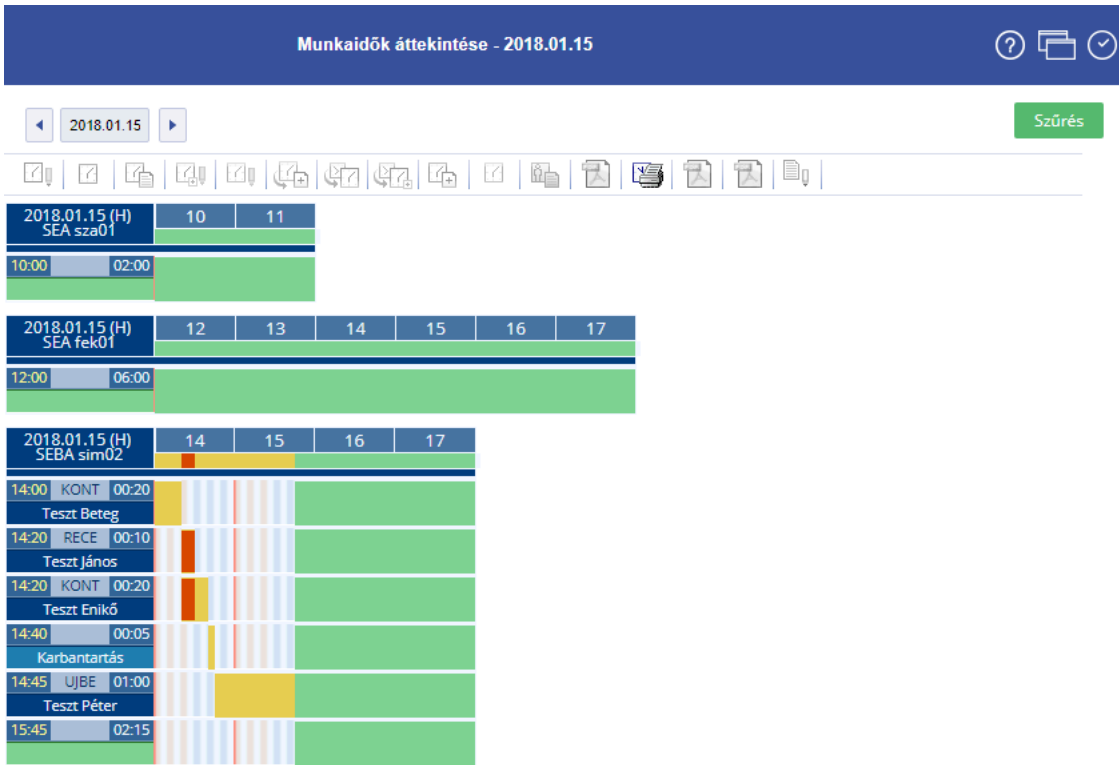 Munkaidők áttekintése - 2018.01.15
2018.01.15
Szűrés
2018.01.15 (H) 10 11
SEA sza01
10:00 02:00
2018.01.15 (H) 12 13 14 15 16 17
SEA fek01
12:00 06:00
2018.01.15 (H) 14 15 16 17
SEBA sim02
14:00 KONT 00:20
Teszt Beteg
14:20 RECE 00:10
Teszt János
14:20 KONT 00:20
Teszt Enikő
14:40 00:05
Karbantartás
14:45 UJBE 01:00
Teszt Péter
15:45 02:15